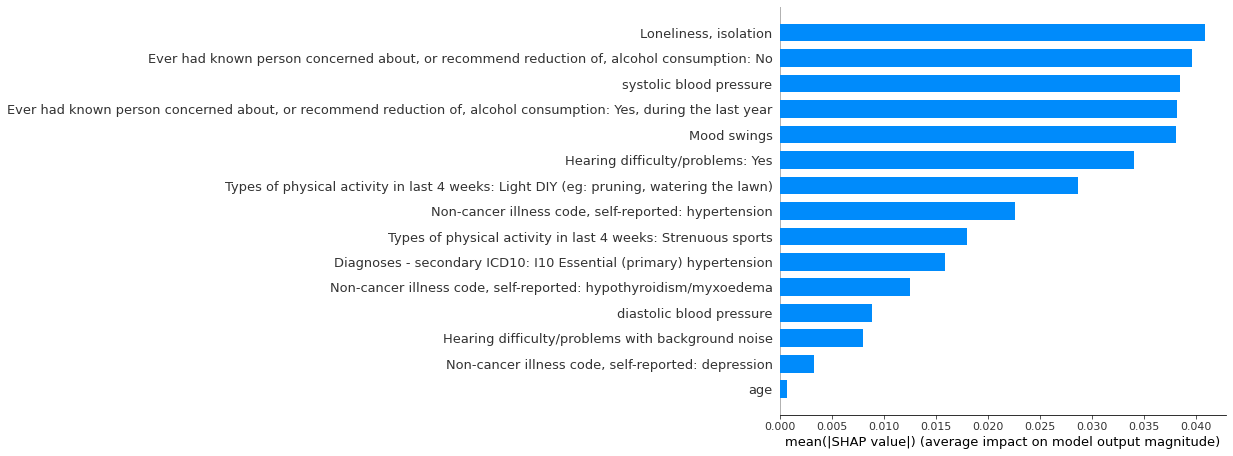 Loneliness, isolation
Ever had known person concerned about, or recommend reduction of, alcohol consumption: No
systolic blood pressure
Ever had known person concerned about, or recommend reduction of, alcohol consumption: Yes, during the last year
Mood swings
Hearing difficulty/problems: Yes
Types of physical activity in last 4 weeks: Light DIY (eg: pruning, watering the lawn)
Non-cancer illness code, self-reported: hypertension
Types of physical activity in last 4 weeks: Strenuous sports
Diagnoses - secondary ICD10: I10 Essential (primary) hypertension
Non-cancer illness code, self-reported: hypothyroidism/myxoedema
diastolic blood pressure
Hearing difficulty/problems with background noise
Non-cancer illness code, self-reported: depression
age
0.000 0.005 0.010 0.015 0.020 0.025 0.030 0.035 0.040
mean(|SHAP value|) (average impact on model output magnitude)